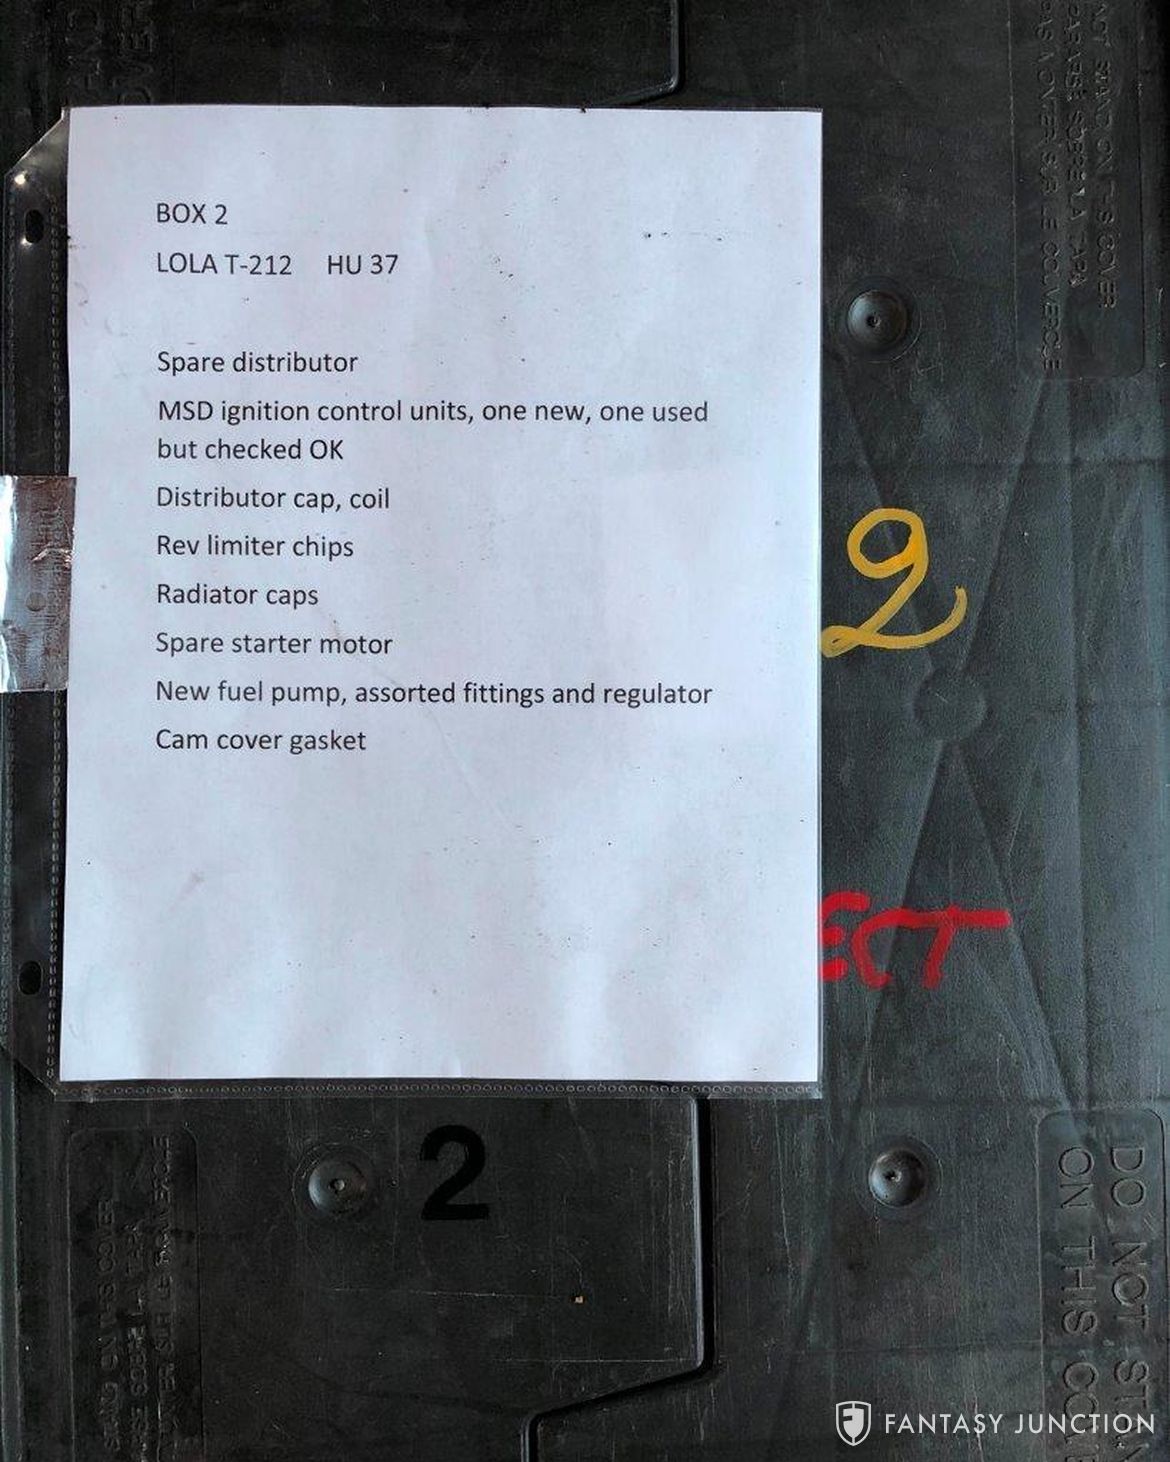 BOX 2
LOLA T-212 HU 37
Spare distributor
MSD ignition control units, one new, one used
but checked OK
Distributor cap, coil
Rev limiter chips
Radiator caps
Spare starter motor
New fuel pump, assorted fittings and regulator
Cam cover gasket
2
ECT
2
DO NOT
ON THIS
FANTASY JUNCTION